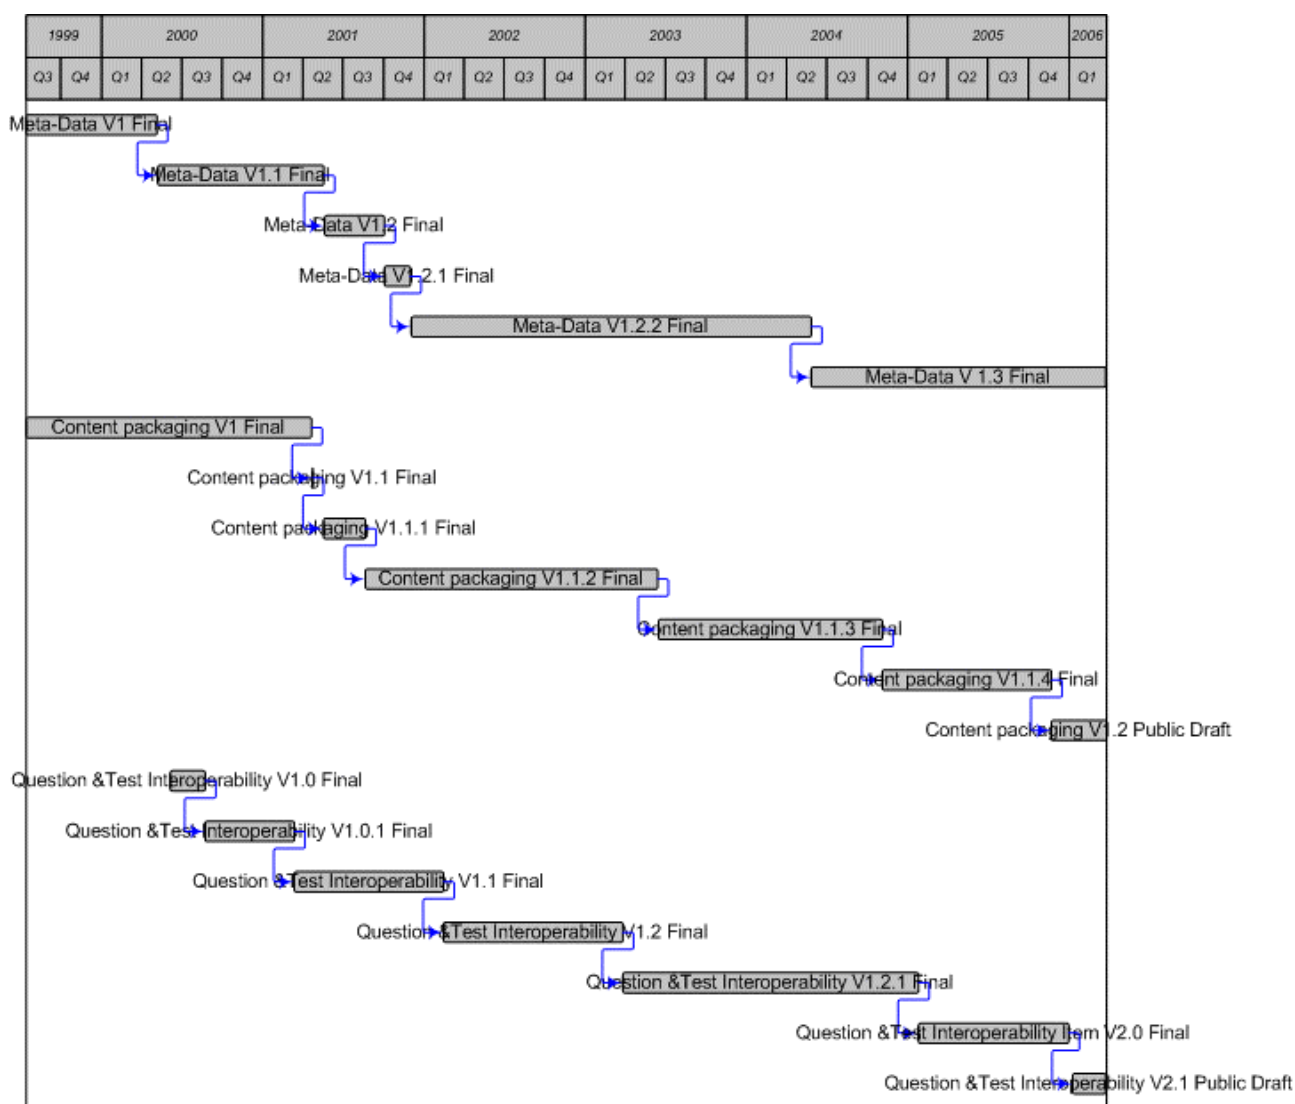 1999 2000 2001 2002 2003 2004 2005 2006
Q3 Q4 Q1 Q2 Q3 Q4 Q1 Q2 Q3 Q4 Q1 Q2 Q3 Q4 Q1 Q2 Q3 Q4 Q1 Q2 Q3 Q4 Q1 Q2 Q3 Q4 Q1
Meta-Data V1 Final
Meta-Data V1.1 Final
Meta-Data V1.2 Final
Meta-Data V1.2.1 Final
Meta-Data V1.2.2 Final
Meta-Data V 1.3 Final
Content packaging V1 Final
Content packaging V1.1 Final
Content packaging V1.1.1 Final
Content packaging V1.1.2 Final
Content packaging V1.1.3 Final
Content packaging V1.1.4 Final
Content packaging V1.2 Public Draft
Question &Test Interoperability V1.0 Final
Question &Test Interoperability V1.0.1 Final
Question &Test Interoperability V1.1 Final
Question &Test Interoperability V1.2 Final
Question &Test Interoperability V1.2.1 Final
Question &Test Interoperability Item V2.0 Final
Question &Test Interoperability V2.1 Public Draft